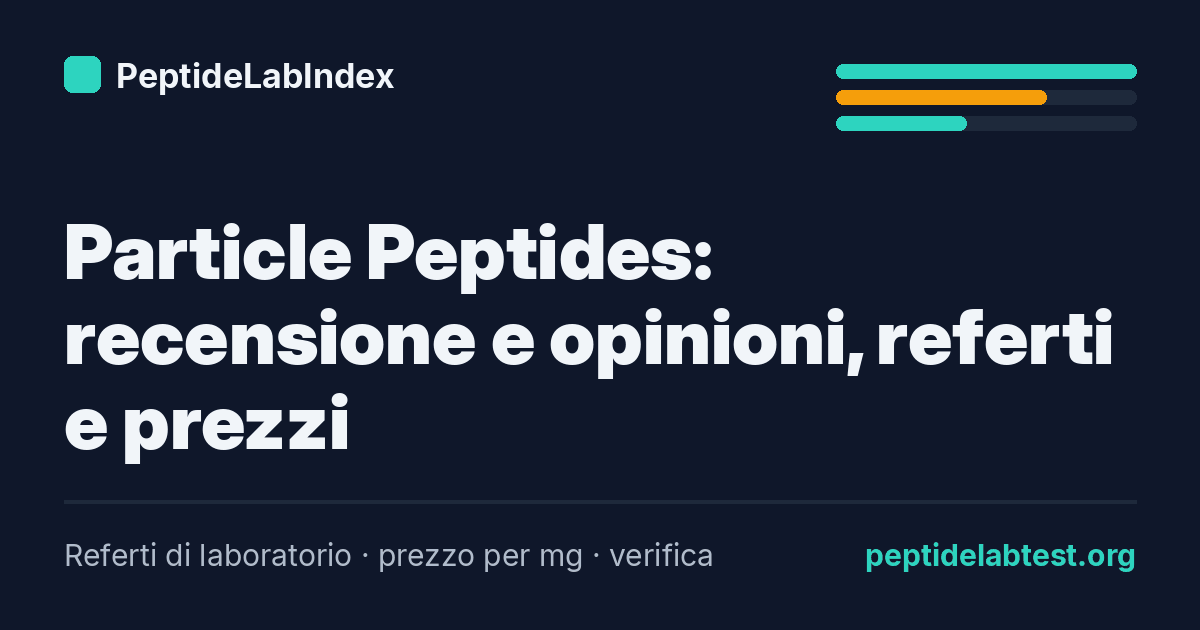 PeptideLabIndex
Particle Peptides:
recensione e opinioni, referti
e prezzi
Referti di laboratorio · prezzo per mg · verifica
peptidelabtest.org